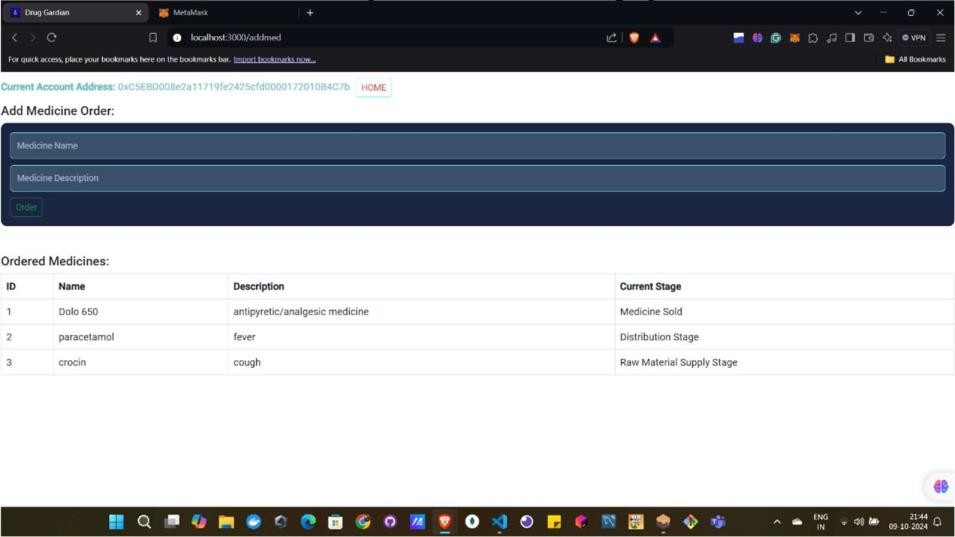 Drug Gardian
MetaMask
localhost:3000/addmed
VPN
For quick access, place your bookmarks here on the bookmarks bar. Import bookmarks now...
All Bookmarks
Current Account Address: 0xC5EBD008e2a11719fe2425cfd0000172010B4C7b HOME
Add Medicine Order:
Medicine Name
Medicine Description
Order
Ordered Medicines:
ID Name Description Current Stage
1 Dolo 650 antipyretic/analgesic medicine Medicine Sold
2 paracetamol fever Distribution Stage
3 crocin cough Raw Material Supply Stage
ENG
IN
21:44
09-10-2024